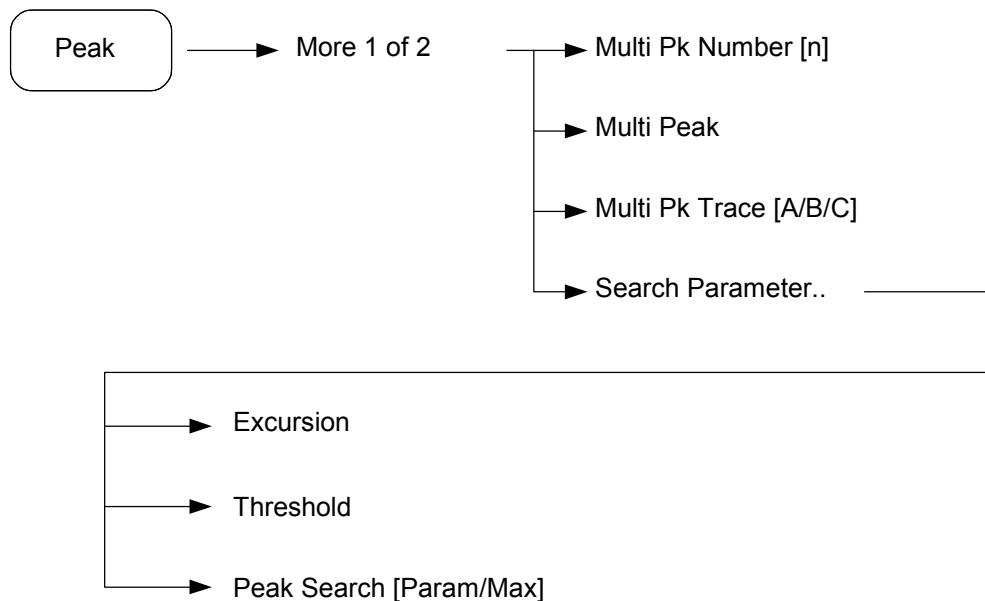 Peak
More 1 of 2
Multi Pk Number [n]
Multi Peak
Multi Pk Trace [A/B/C]
Search Parameter..
Excursion
Threshold
Peak Search [Param/Max]